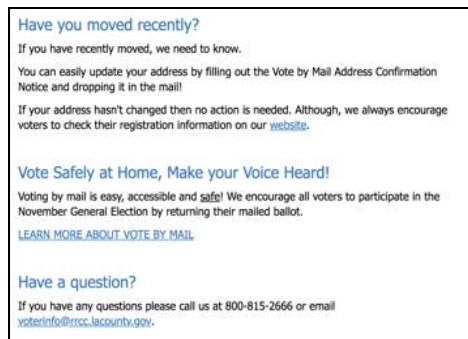 Have you moved recently?
If you have recently moved, we need to know.
You can easily update your address by filling out the Vote by Mail Address Confirmation
Notice and dropping it in the mail!
If your address hasn't changed then no action is needed. Although, we always encourage
voters to check their registration information on our website.
Vote Safely at Home, Make your Voice Heard!
Voting by mail is easy, accessible and safe! We encourage all voters to participate in the
November General Election by returning their mailed ballot.
LEARN MORE ABOUT VOTE BY MAIL
Have a question?
If you have any questions please call us at 800-815-2666 or email
voterinfo@rrcc.lacounty.gov.